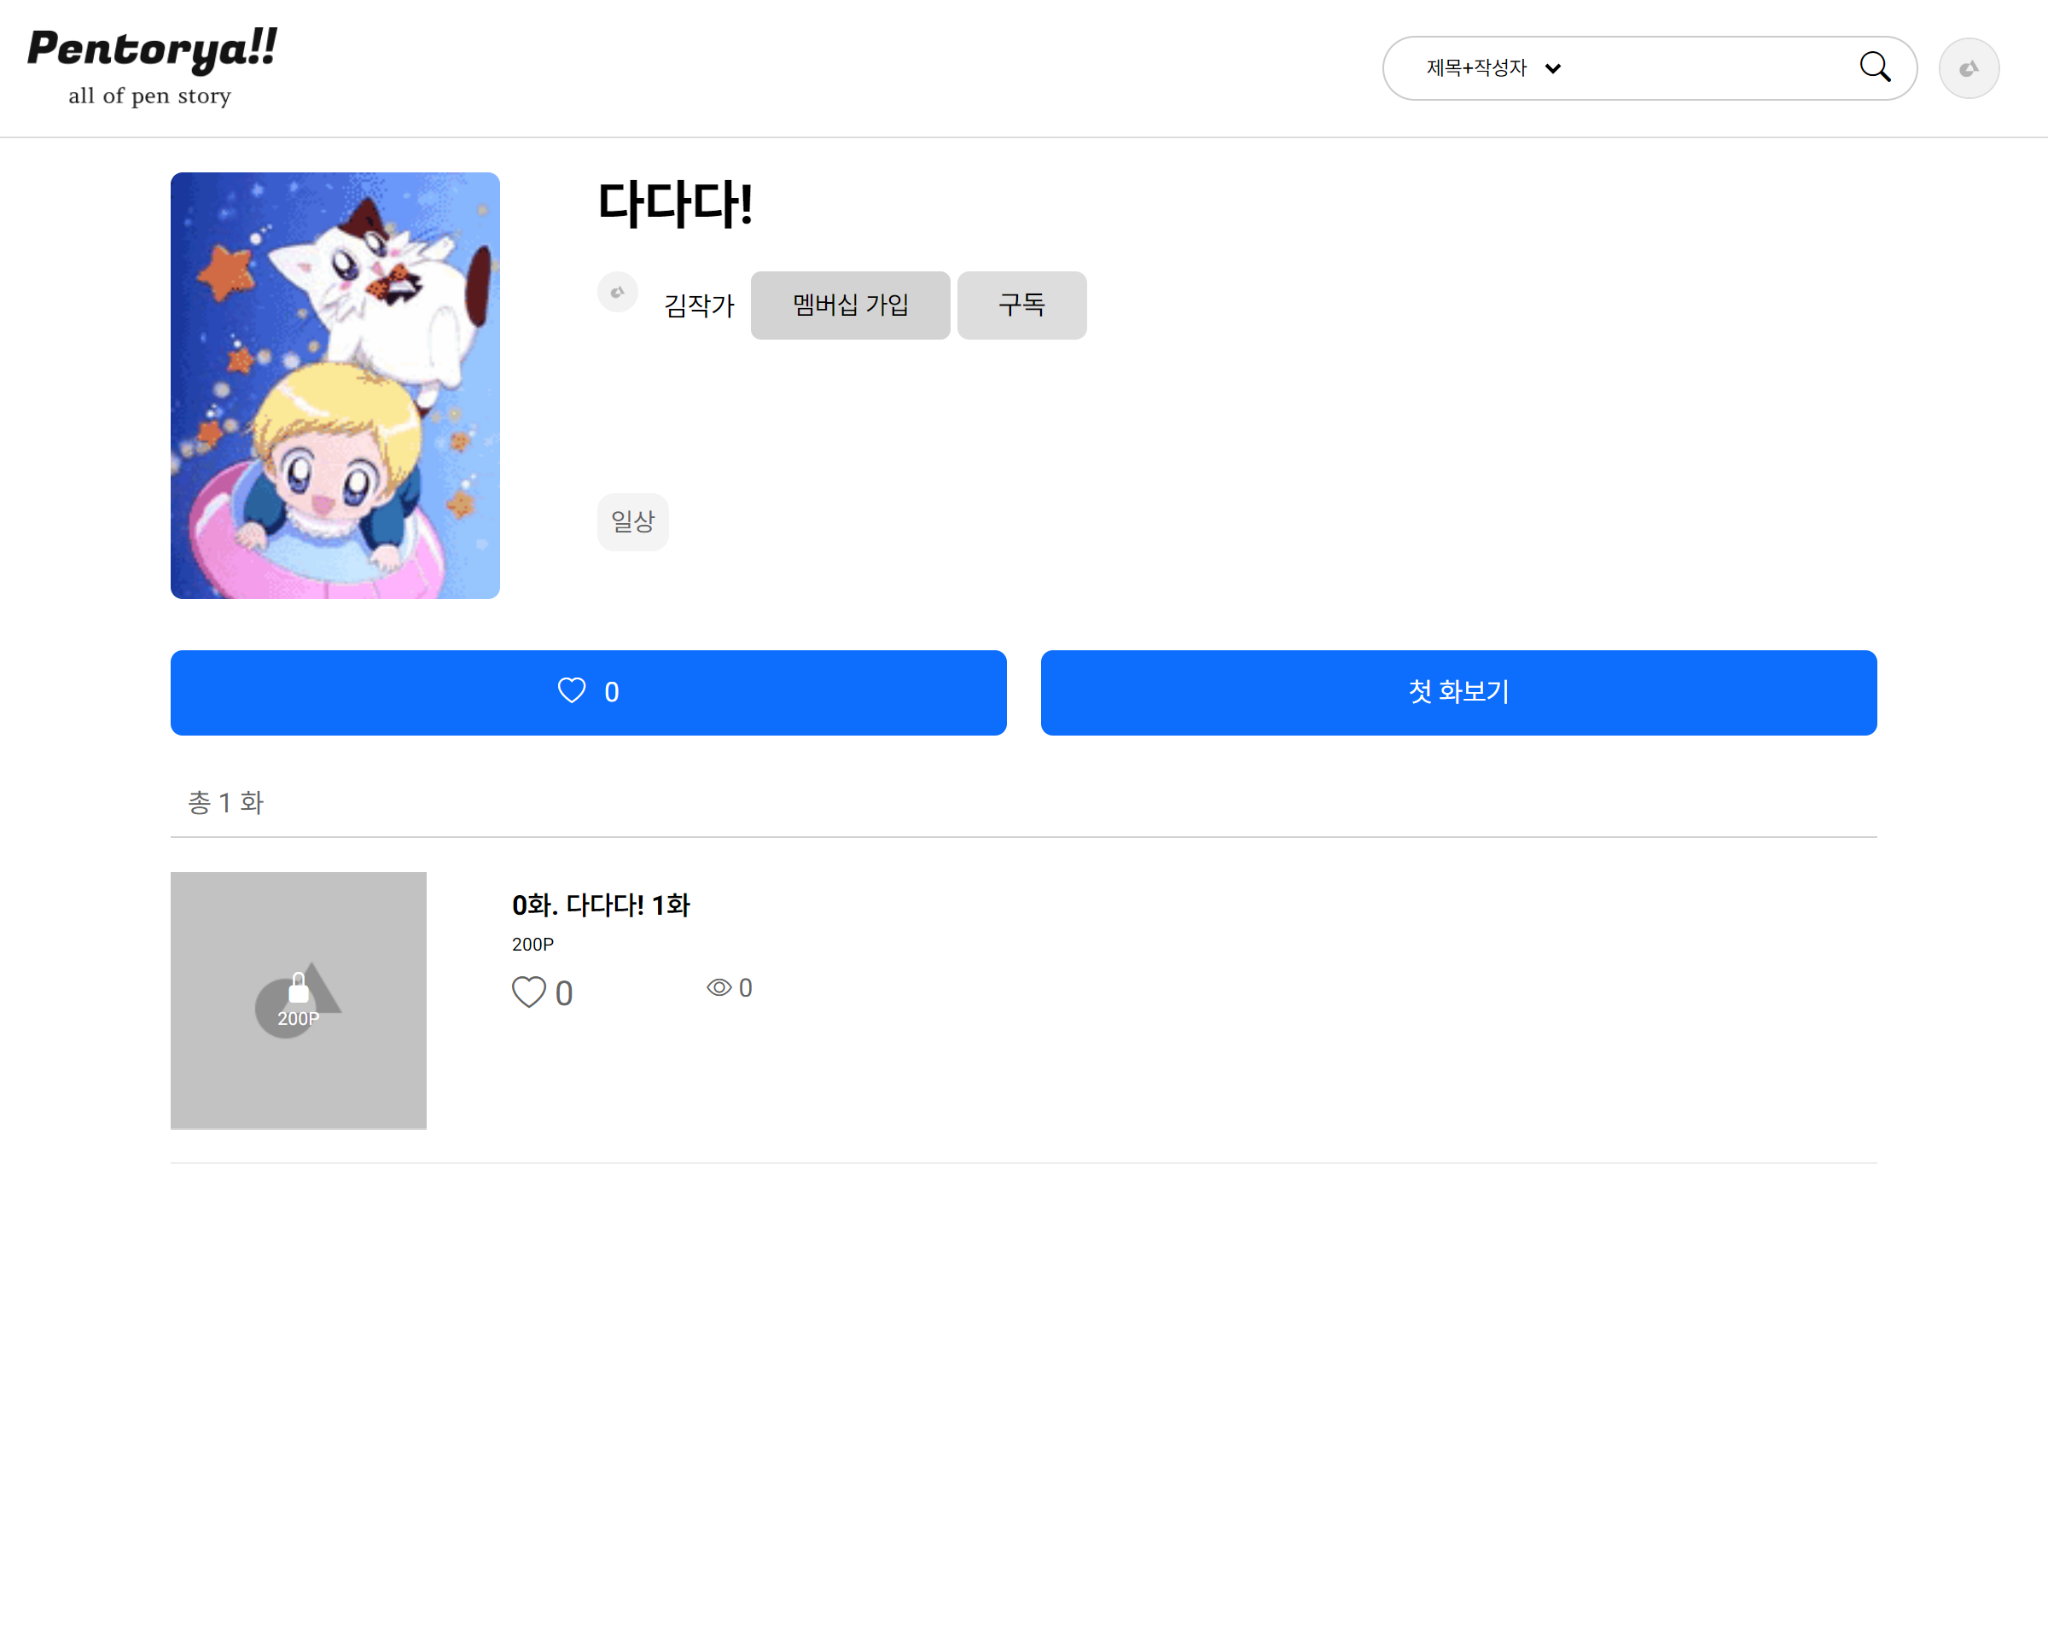 Pentorya!!
all of pen story
제목+작성자
다다다!
김작가 멤버십 가입 구독
일상
0 첫 화보기
총 1 화
0화. 다다다! 1화
200P
0 0
200P